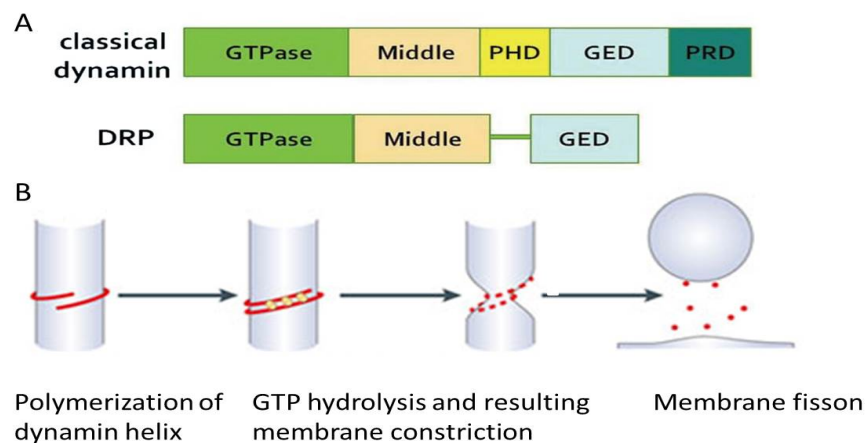 A
classical
dynamin
GTPase Middle PHD GED PRD
DRP
GTPase Middle GED
B
Polymerization of
dynamin helix
GTP hydrolysis and resulting
membrane constriction
Membrane fisson